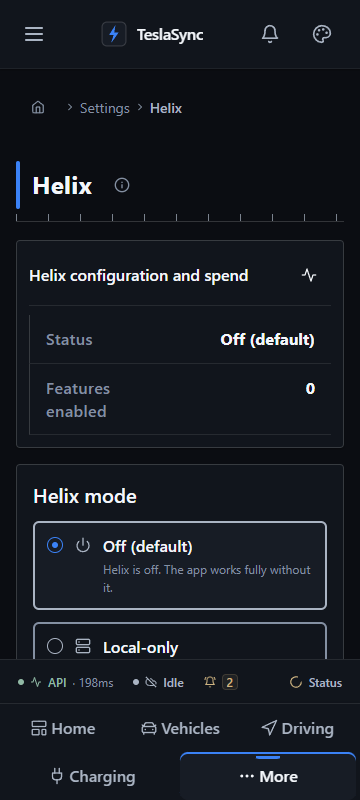 TeslaSync
Settings
Helix
Helix
Helix configuration and spend
Status
Off (default)
Features
enabled
0
Helix mode
Off (default)
Helix is off. The app works fully without
it.
Local-only
API · 198ms
Idle
2
Status
Home
Vehicles
Driving
Charging
More